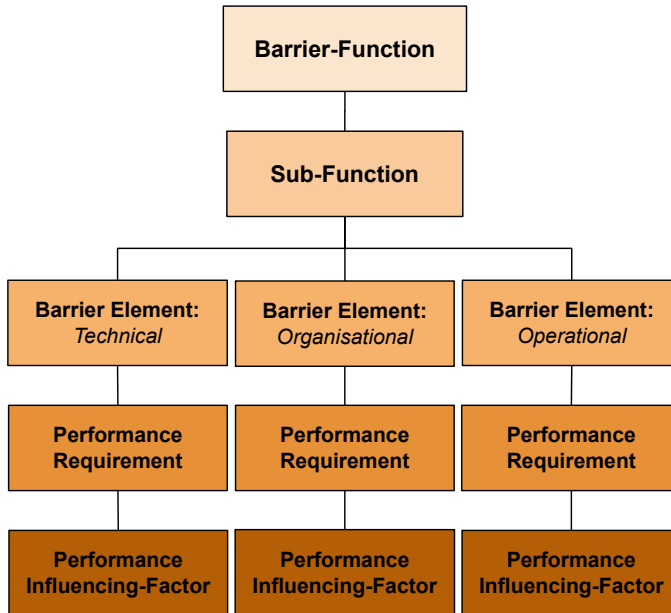 Barrier-Function
Sub-Function
Barrier Element:
Technical
Barrier Element:
Organisational
Barrier Element:
Operational
Performance
Requirement
Performance
Requirement
Performance
Requirement
Performance
Influencing-Factor
Performance
Influencing-Factor
Performance
Influencing-Factor